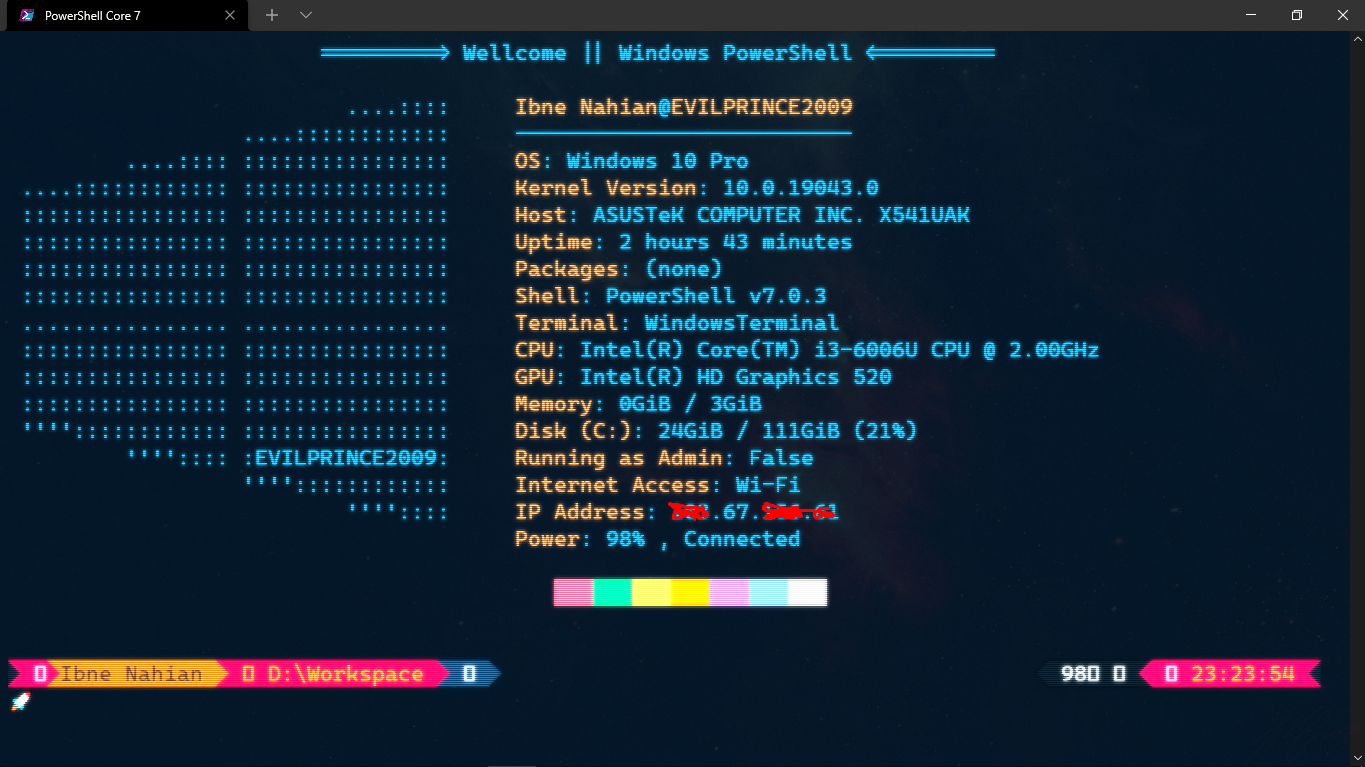 PowerShell Core 7
Wellcome || Windows PowerShell
Ibne Nahian@EVILPRINCE2009
OS: Windows 10 Pro
Kernel Version: 10.0.19043.0
Host: ASUSTeK COMPUTER INC. X541UAK
Uptime: 2 hours 43 minutes
Packages: (none)
Shell: PowerShell v7.0.3
Terminal: WindowsTerminal
CPU: Intel(R) Core(TM) i3-6006U CPU @ 2.00GHz
GPU: Intel(R) HD Graphics 520
Memory: 0GiB / 3GiB
Disk (C:): 24GiB / 111GiB (21%)
:EVILPRINCE2009:
Running as Admin: False
Internet Access: Wi-Fi
IP Address: .67.
Power: 98% , Connected
Ibne Nahian D:\Workspace
98 23:23:54